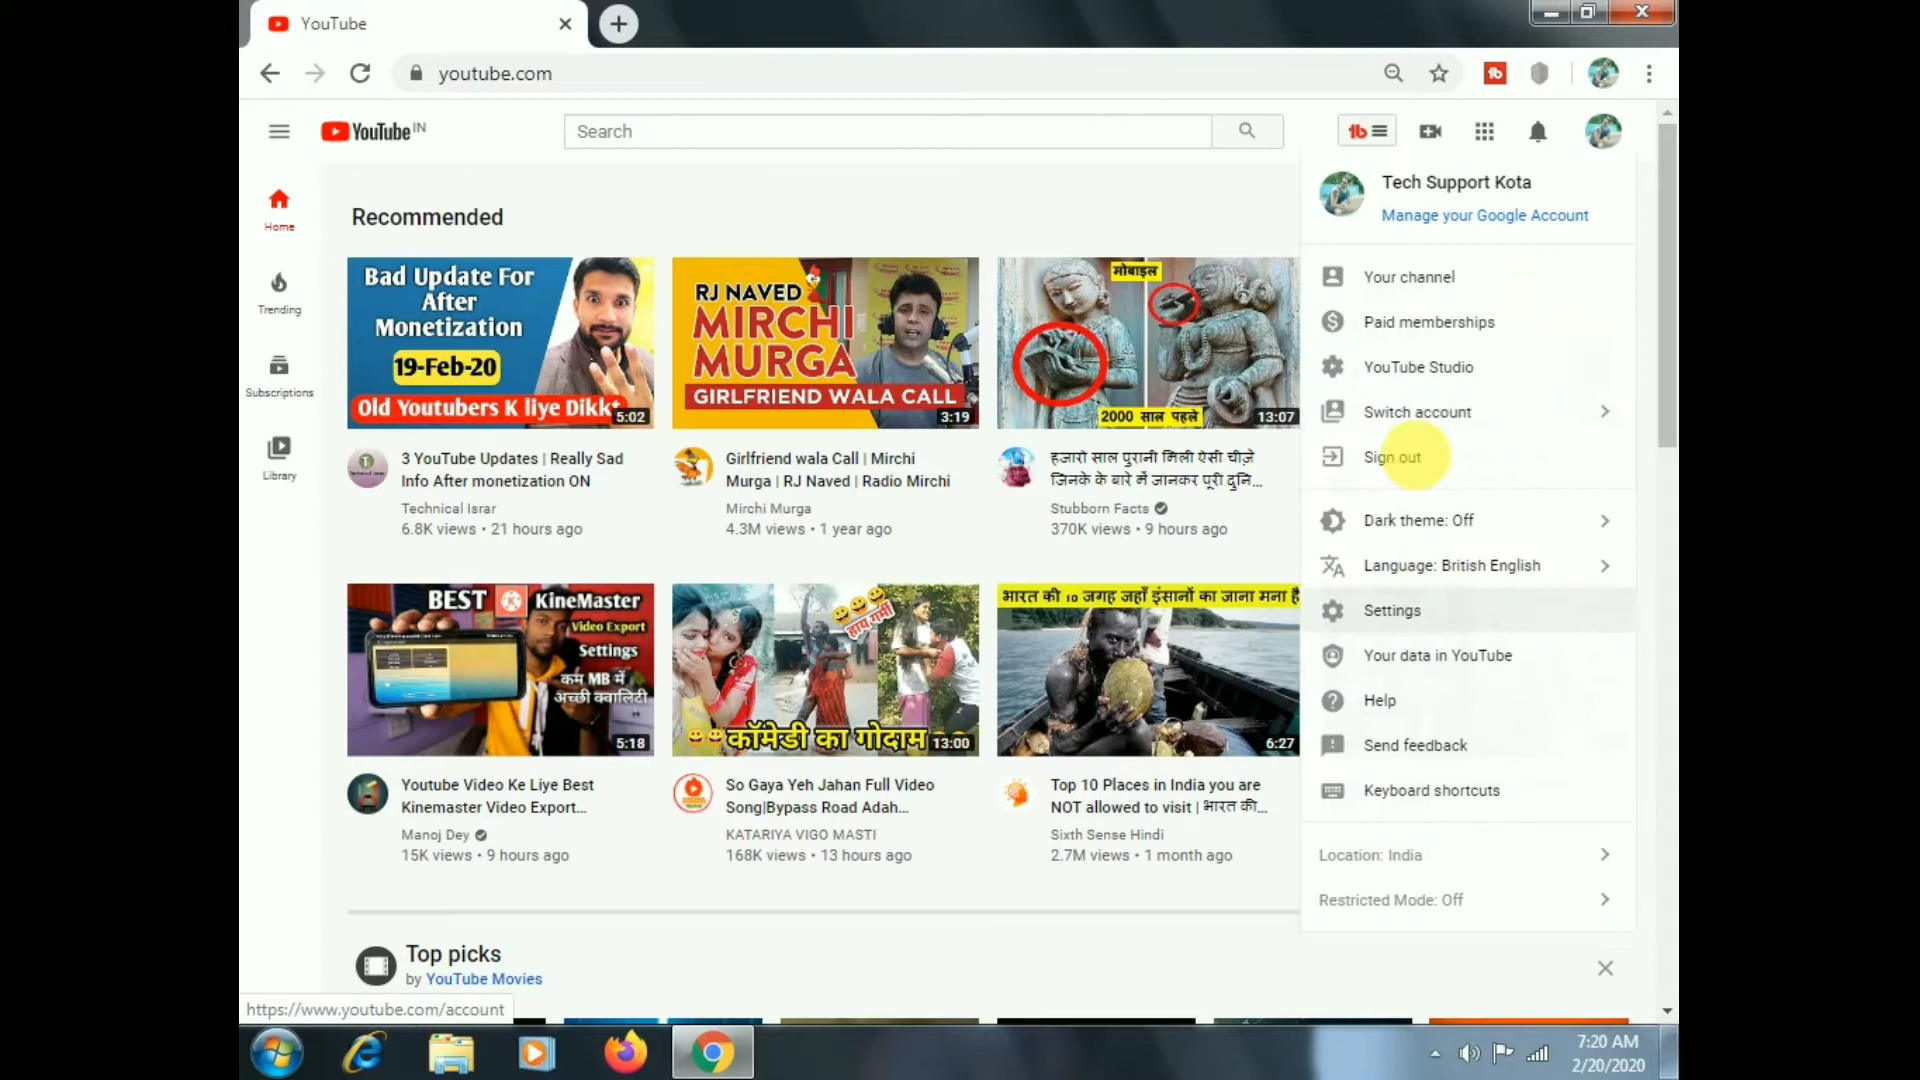 YouTube
youtube.com
YouTube IN
Search
Home
Trending
Subscriptions
Library
Recommended
Bad Update For
After
Monetization
19-Feb-20
Old Youtubers K liye Dikkt
5:02
3 YouTube Updates | Really Sad
Info After monetization ON
Technical Israr
6.8K views • 21 hours ago
RJ NAVED
MIRCHI
MURGA
GIRLFRIEND WALA CALL
3:19
Girlfriend wala Call | Mirchi
Murga | RJ Naved | Radio Mirchi
Mirchi Murga
4.3M views • 1 year ago
मोबाइल
2000 साल पहले
13:07
हजारो साल पुरानी मिली ऐसी चीज़े
जिनके के बारे में जानकर पूरी दुनि...
Stubborn Facts
370K views • 9 hours ago
BEST KineMaster
Video Export
Settings
कम MB में
अच्छी क्वालिटी
5:18
Youtube Video Ke Liye Best
Kinemaster Video Export...
Manoj Dey
15K views • 9 hours ago
हाय गर्मी
कॉमेडी का गोदाम
13:00
So Gaya Yeh Jahan Full Video
Song|Bypass Road Adah...
KATARIYA VIGO MASTI
168K views • 13 hours ago
भारत की 10 जगह जहाँ इंसानों का जाना मना है
6:27
Top 10 Places in India you are
NOT allowed to visit | भारत की...
Sixth Sense Hindi
2.7M views • 1 month ago
Tech Support Kota
Manage your Google Account
Your channel
Paid memberships
YouTube Studio
Switch account
Sign out
Dark theme: Off
Language: British English
Settings
Your data in YouTube
Help
Send feedback
Keyboard shortcuts
Location: India
Restricted Mode: Off
Top picks
by YouTube Movies
https://www.youtube.com/account
7:20 AM
2/20/2020